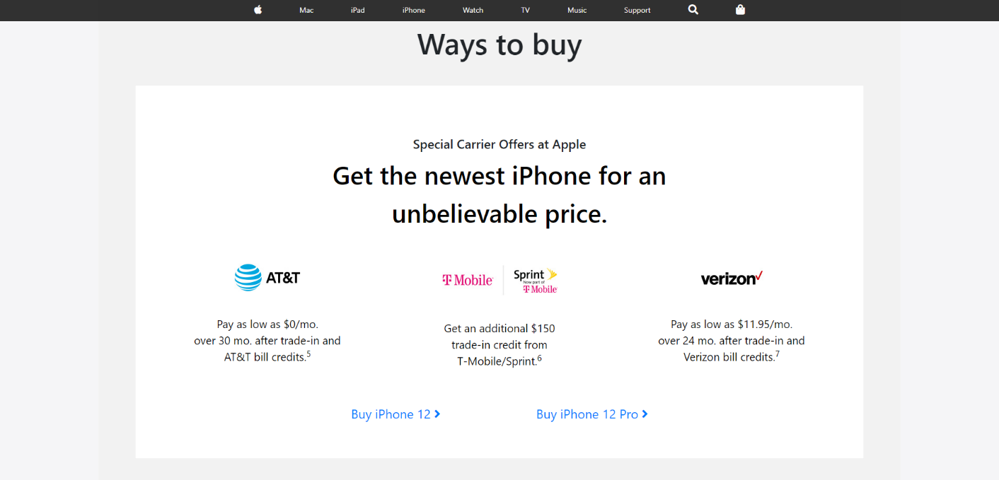 Mac iPad iPhone Watch TV Music Support
Ways to buy
Special Carrier Offers at Apple
Get the newest iPhone for an
unbelievable price.
AT&T
T Mobile
Sprint
Now part of
T Mobile
verizon✓
Pay as low as $0/mo.
over 30 mo. after trade-in and
AT&T bill credits.⁵
Get an additional $150
trade-in credit from
T-Mobile/Sprint.⁶
Pay as low as $11.95/mo.
over 24 mo. after trade-in and
Verizon bill credits.⁷
Buy iPhone 12
Buy iPhone 12 Pro